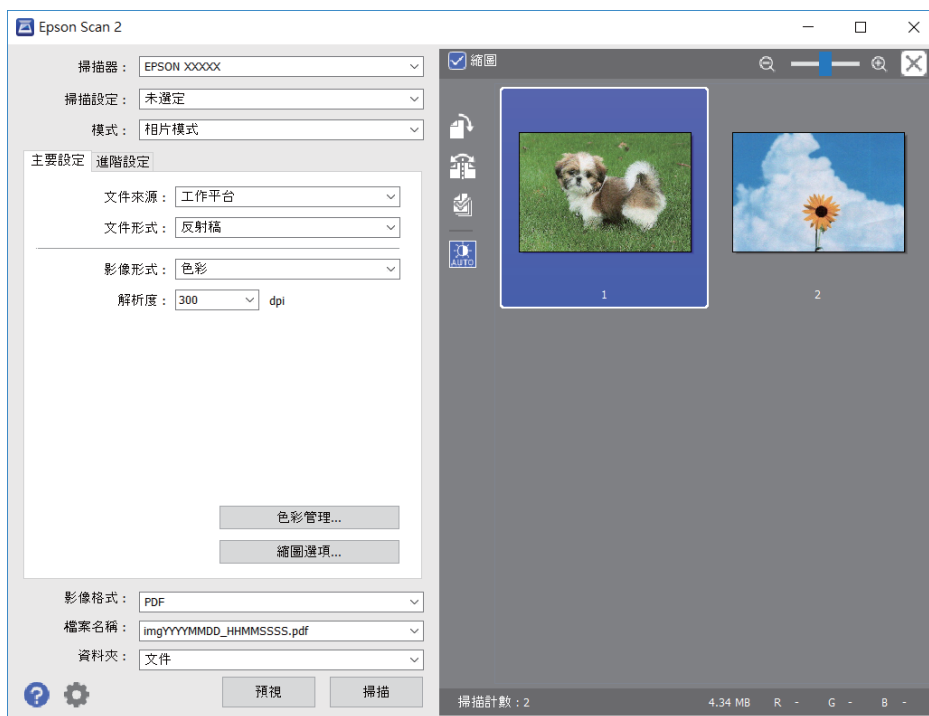 Epson Scan 2
掃描器： EPSON XXXXX
掃描設定： 未選定
模式： 相片模式
主要設定 進階設定
文件來源： 工作平台
文件形式： 反射稿
影像形式： 色彩
解析度： 300 dpi
色彩管理...
縮圖選項...
影像格式： PDF
檔案名稱： imgYYYYMMDD_HHMMSSSS.pdf
資料夾： 文件
預視 掃描
縮圖
AUTO
1 2
掃描計數：2 4.34 MB R - G - B -